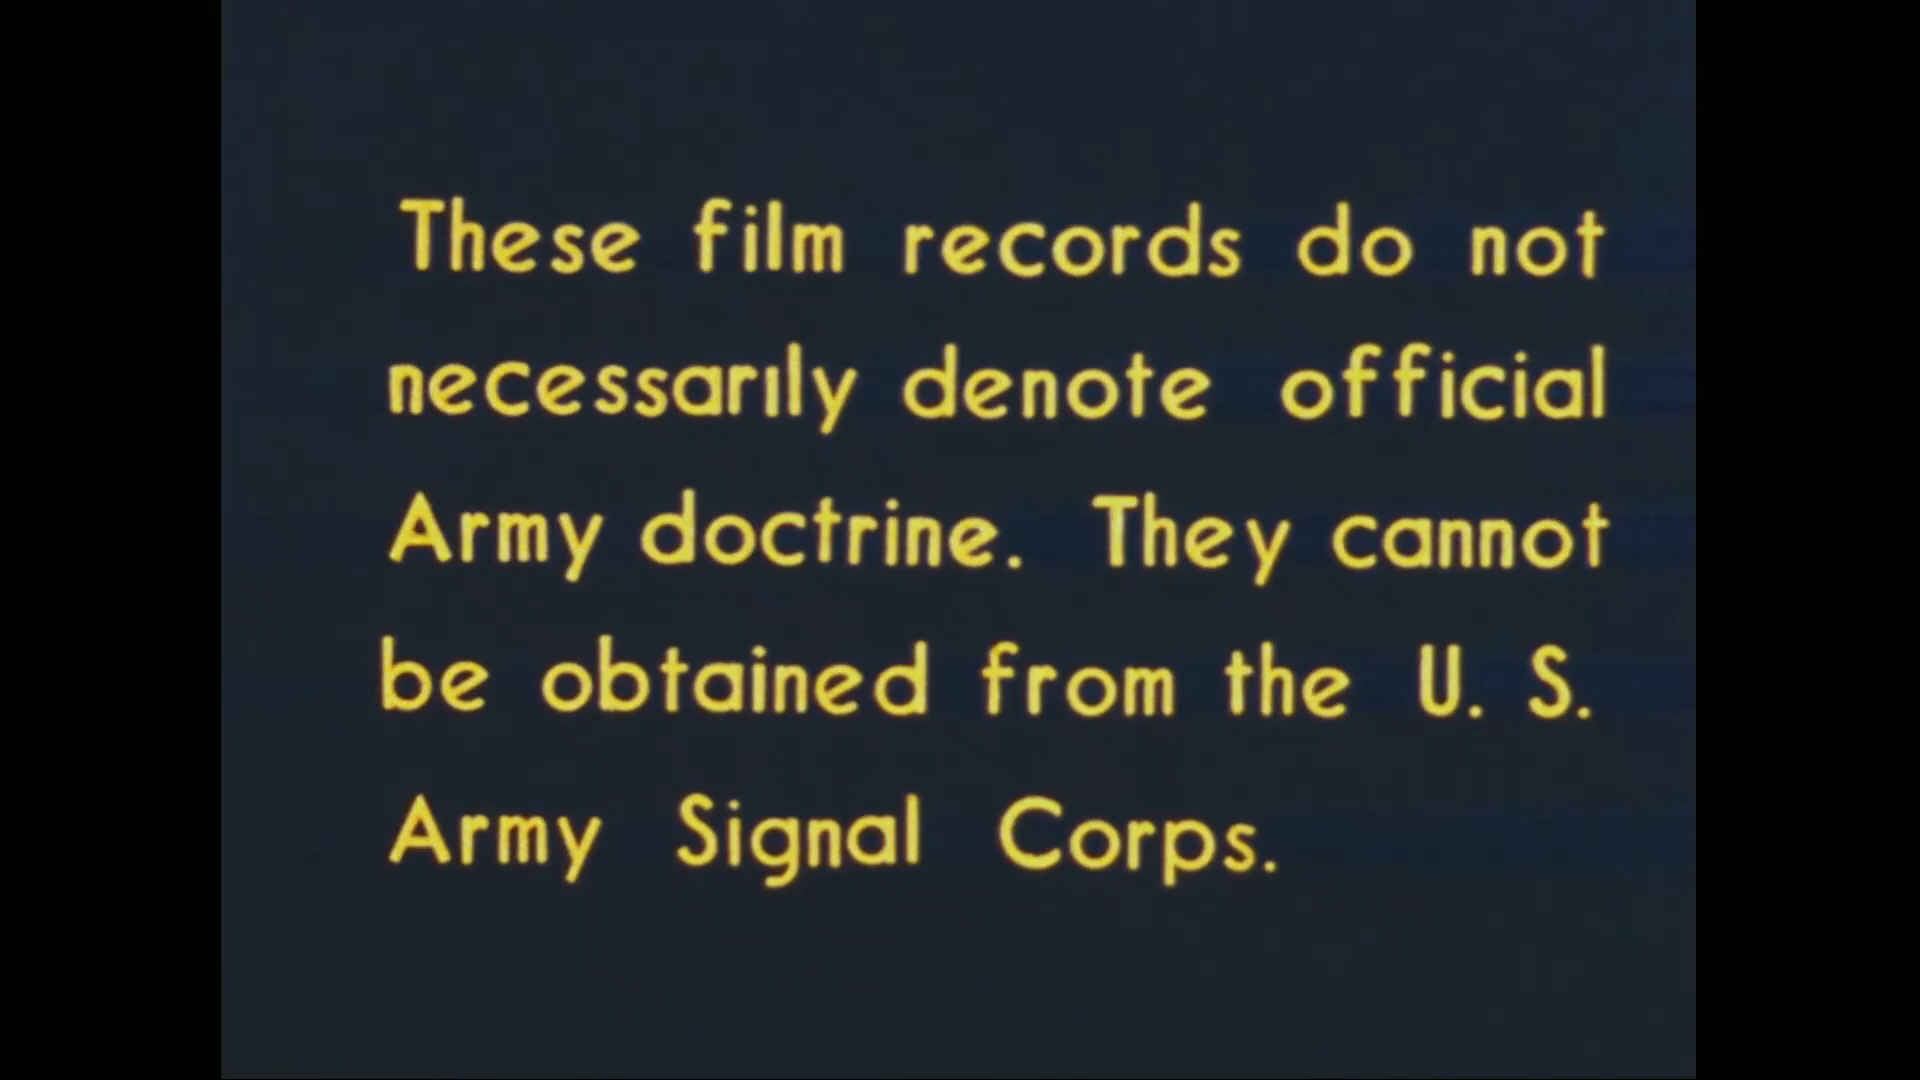 These film records do not
necessarily denote official
Army doctrine. They cannot
be obtained from the U. S.
Army Signal Corps.